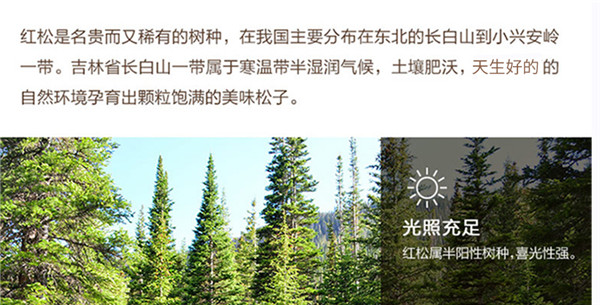 红松是名贵而又稀有的树种，在我国主要分布在东北的长白山到小兴安岭
一带。吉林省长白山一带属于寒温带半湿润气候，土壤肥沃，天生好的 的
自然环境孕育出颗粒饱满的美味松子。
光照充足
红松属半阳性树种，喜光性强。